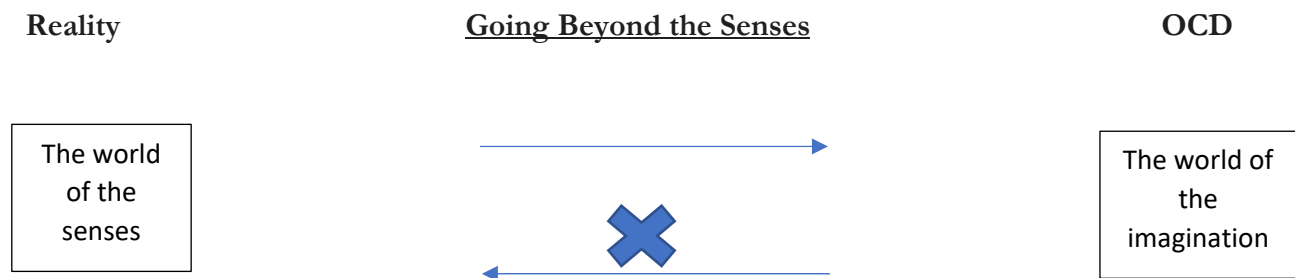 Reality Going Beyond the Senses OCD
The world
of the
senses
The world of
the
imagination